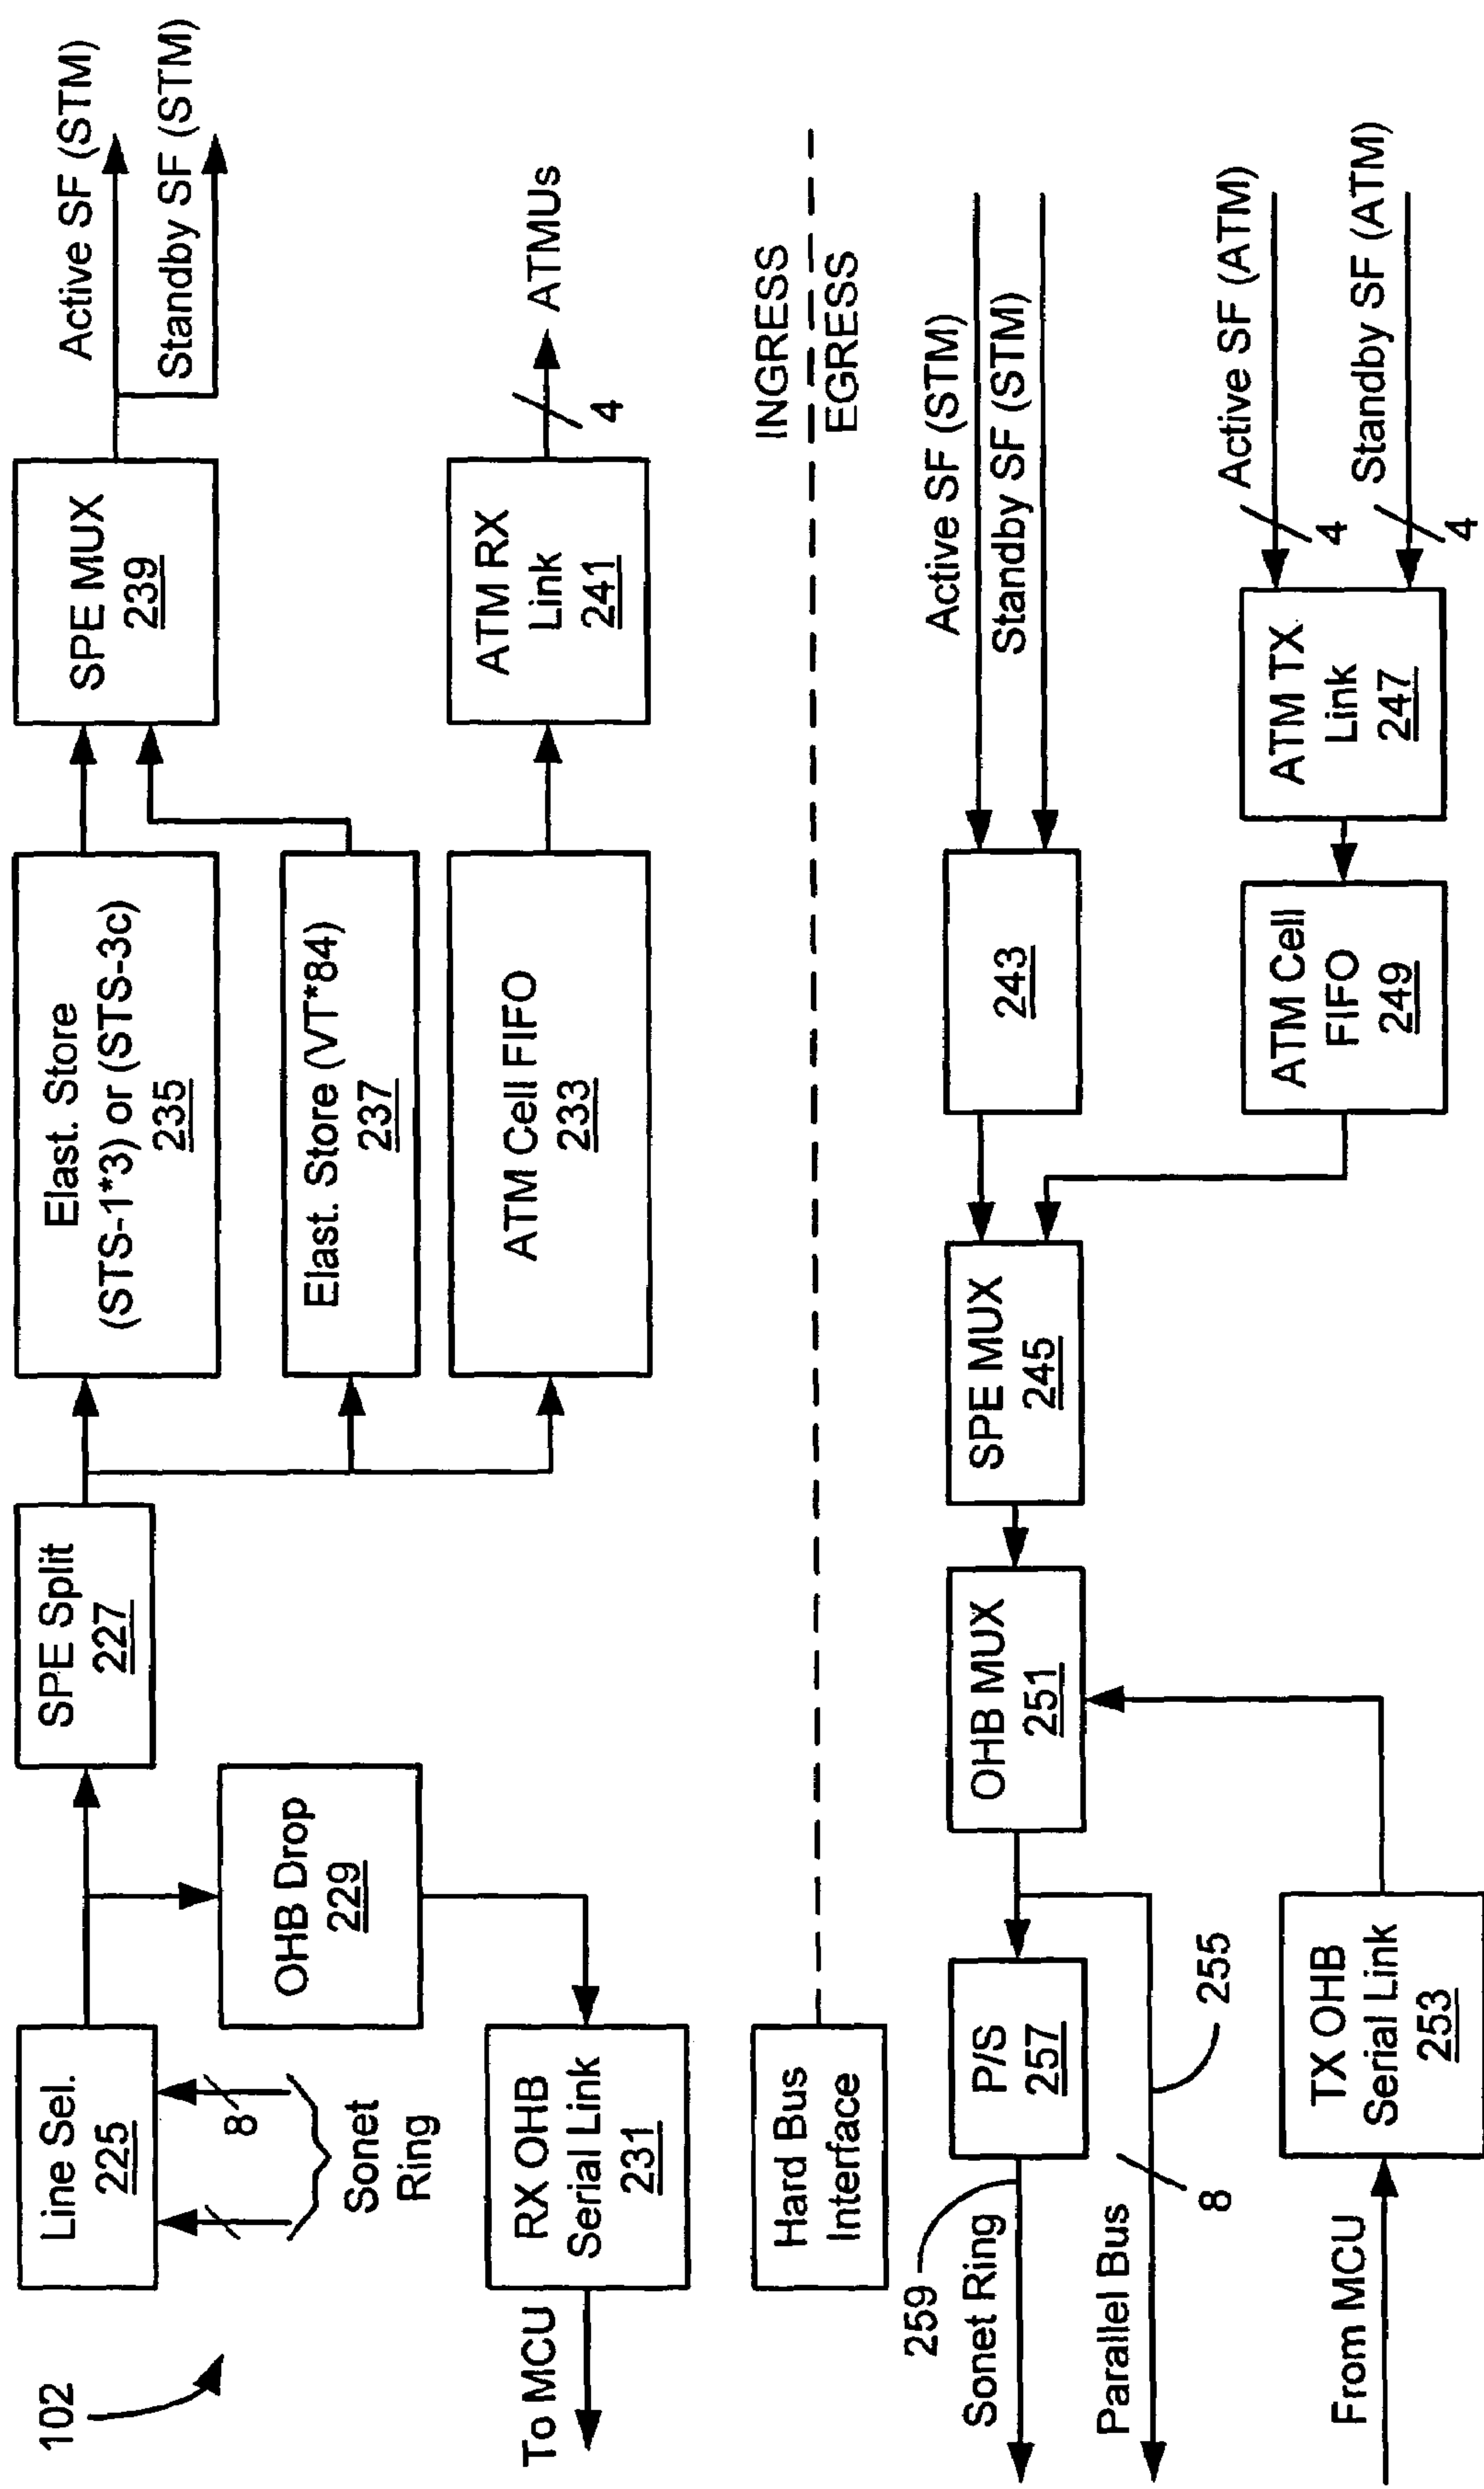 102
Line Sel.
225
8
Sonet
Ring
OHB Drop
229
RX OHB
Serial Link
231
To MCU
SPE Split
227
Elast. Store
(STS-1*3) or (STS-3c)
235
Elast. Store (VT*84)
237
ATM Cell FIFO
233
SPE MUX
239
ATM RX
Link
241
Active SF (STM)
Standby SF (STM)
4
ATMUs
Hard Bus
Interface
INGRESS
EGRESS
259
Sonet Ring
Parallel Bus
8
255
From MCU
P/S
257
TX OHB
Serial Link
253
OHB MUX
251
SPE MUX
245
243
ATM Cell
FIFO
249
ATM TX
Link
247
Active SF (STM)
Standby SF (STM)
Active SF (ATM)
4
Standby SF (ATM)
4